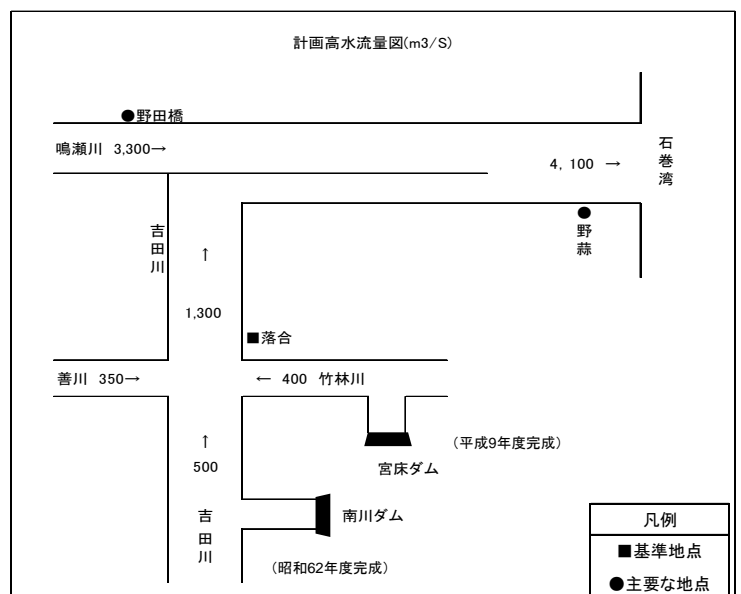 計画高水流量図(m3/S)
●野田橋
鳴瀬川 3,300→
4,100 →
石巻湾
●
野蒜
吉田川
↑
1,300
■落合
善川 350→
← 400 竹林川
↑
500
(平成9年度完成)
宮床ダム
南川ダム
吉田川
(昭和62年度完成)
凡例
■基準地点
●主要な地点